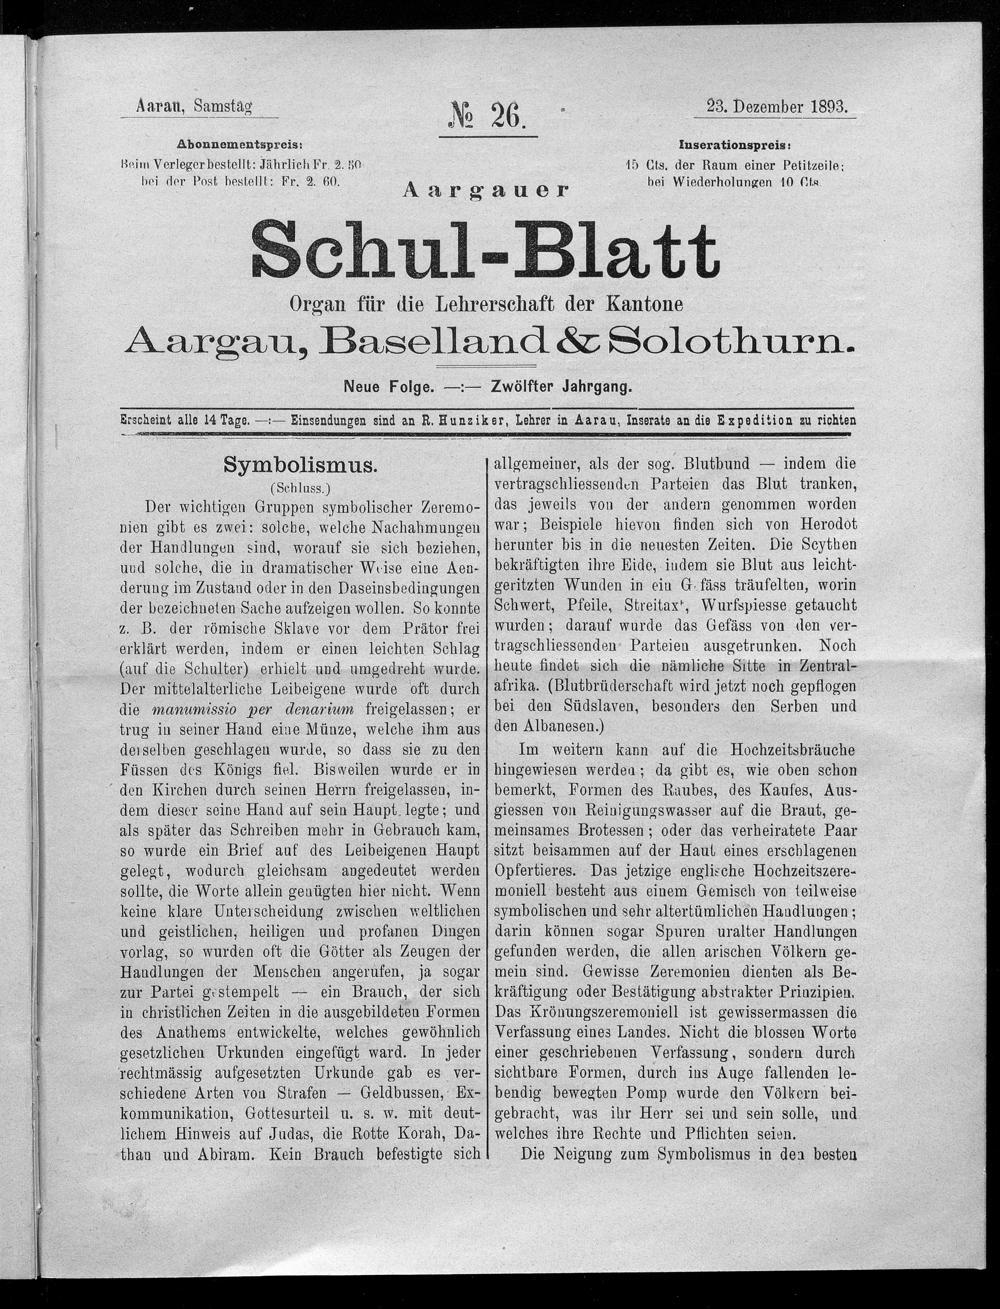 Aarau, Samstag
№ 26.
23. Dezember 1893.
Abonnementspreis:
Beim Verleger bestellt: Jährlich Fr. 2. 50
bei der Post bestellt: Fr. 2. 60.
Inserationspreis:
15 Cts. der Raum einer Petitzeile;
bei Wiederholungen 10 Cts.
Aargauer
Schul-Blatt
Organ für die Lehrerschaft der Kantone
Aargau, Baselland & Solothurn.
Neue Folge. —:— Zwölfter Jahrgang.
Erscheint alle 14 Tage. —:— Einsendungen sind an R. Hunziker, Lehrer in Aarau, Inserate an die Expedition zu richten
Symbolismus.
(Schluss.)
Der wichtigen Gruppen symbolischer Zeremo-
nien gibt es zwei: solche, welche Nachahmungen
der Handlungen sind, worauf sie sich beziehen,
und solche, die in dramatischer Weise eine Aen-
derung im Zustand oder in den Daseinsbedingungen
der bezeichneten Sache aufzeigen wollen. So konnte
z. B. der römische Sklave vor dem Prätor frei
erklärt werden, indem er einen leichten Schlag
(auf die Schulter) erhielt und umgedreht wurde.
Der mittelalterliche Leibeigene wurde oft durch
die manumissio per denarium freigelassen; er
trug in seiner Hand eine Münze, welche ihm aus
derselben geschlagen wurde, so dass sie zu den
Füssen des Königs fiel. Bisweilen wurde er in
den Kirchen durch seinen Herrn freigelassen, in-
dem dieser seine Hand auf sein Haupt legte; und
als später das Schreiben mehr in Gebrauch kam,
so wurde ein Brief auf des Leibeigenen Haupt
gelegt, wodurch gleichsam angedeutet werden
sollte, die Worte allein genügten hier nicht. Wenn
keine klare Unterscheidung zwischen weltlichen
und geistlichen, heiligen und profanen Dingen
vorlag, so wurden oft die Götter als Zeugen der
Handlungen der Menschen angerufen, ja sogar
zur Partei gestempelt — ein Brauch, der sich
in christlichen Zeiten in die ausgebildeten Formen
des Anathems entwickelte, welches gewöhnlich
gesetzlichen Urkunden eingefügt ward. In jeder
rechtmässig aufgesetzten Urkunde gab es ver-
schiedene Arten von Strafen — Geldbussen, Ex-
kommunikation, Gottesurteil u. s. w. mit deut-
lichem Hinweis auf Judas, die Rotte Korah, Da-
than und Abiram. Kein Brauch befestigte sich
allgemeiner, als der sog. Blutbund — indem die
vertragschliessenden Parteien das Blut tranken,
das jeweils von der andern genommen worden
war; Beispiele hievon finden sich von Herodot
herunter bis in die neuesten Zeiten. Die Scythen
bekräftigten ihre Eide, indem sie Blut aus leicht-
geritzten Wunden in ein Gefäss träufelten, worin
Schwert, Pfeile, Streitaxt, Wurfspiesse getaucht
wurden; darauf wurde das Gefäss von den ver-
tragschliessenden Parteien ausgetrunken. Noch
heute findet sich die nämliche Sitte in Zentral-
afrika. (Blutbrüderschaft wird jetzt noch gepflogen
bei den Südslaven, besonders den Serben und
den Albanesen.)
Im weitern kann auf die Hochzeitsbräuche
hingewiesen werden; da gibt es, wie oben schon
bemerkt, Formen des Raubes, des Kaufes, Aus-
giessen von Reinigungswasser auf die Braut, ge-
meinsames Brotessen; oder das verheiratete Paar
sitzt beisammen auf der Haut eines erschlagenen
Opfertieres. Das jetzige englische Hochzeitszere-
moniell besteht aus einem Gemisch von teilweise
symbolischen und sehr altertümlichen Handlungen;
darin können sogar Spuren uralter Handlungen
gefunden werden, die allen arischen Völkern ge-
mein sind. Gewisse Zeremonien dienten als Be-
kräftigung oder Bestätigung abstrakter Prinzipien.
Das Krönungszeremoniell ist gewissermassen die
Verfassung eines Landes. Nicht die blossen Worte
einer geschriebenen Verfassung, sondern durch
sichtbare Formen, durch ins Auge fallenden le-
bendig bewegten Pomp wurde den Völkern bei-
gebracht, was ihr Herr sei und sein solle, und
welches ihre Rechte und Pflichten seien.
Die Neigung zum Symbolismus in den besten